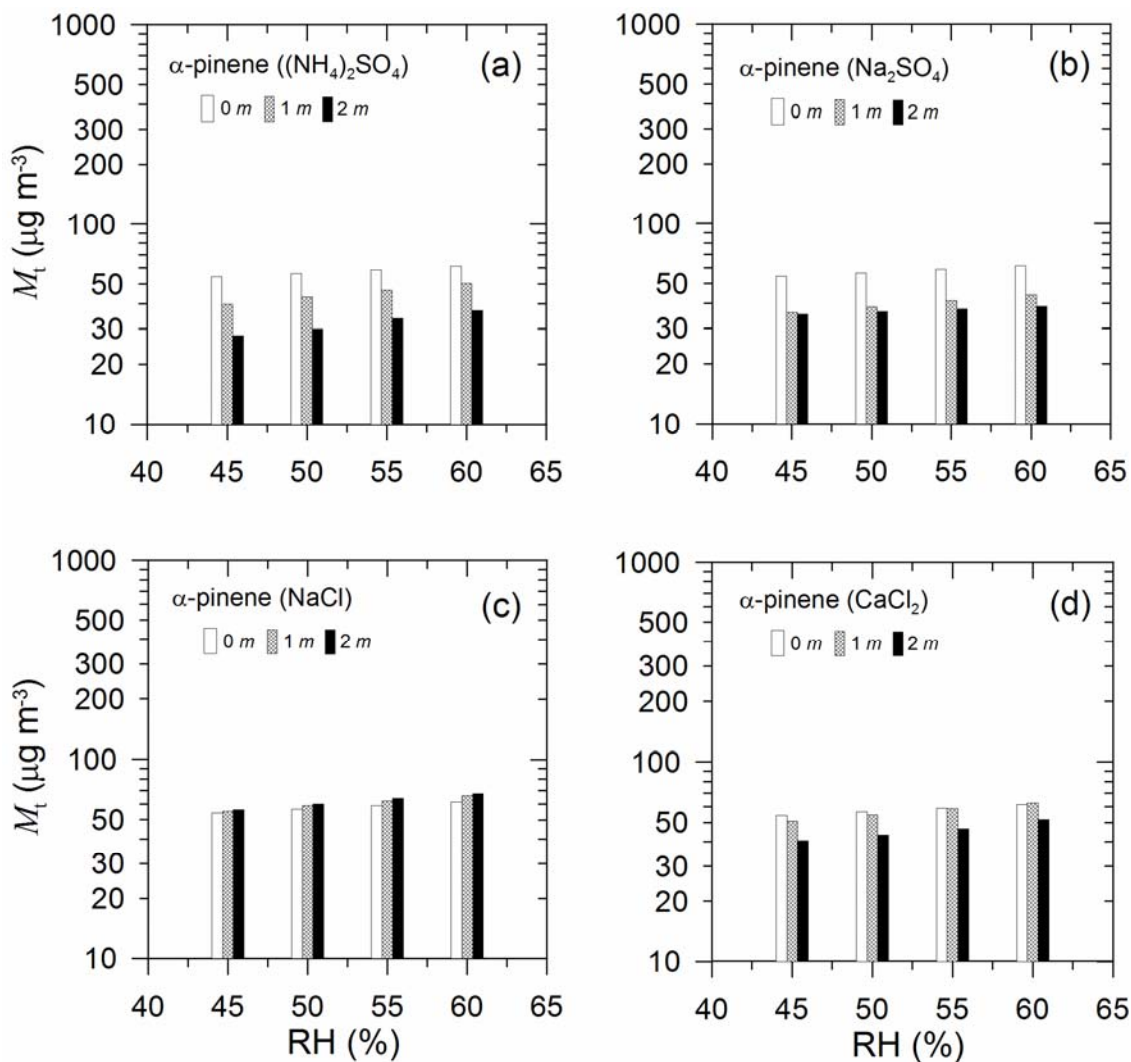 α-pinene ((NH₄)₂SO₄) (a)
0 m 1 m 2 m
1000
500
300
200
100
50
30
20
10
Mₜ (μg m⁻³)
40 45 50 55 60 65
α-pinene (Na₂SO₄) (b)
0 m 1 m 2 m
1000
500
300
200
100
50
30
20
10
40 45 50 55 60 65
α-pinene (NaCl) (c)
0 m 1 m 2 m
1000
500
300
200
100
50
30
20
10
Mₜ (μg m⁻³)
40 45 50 55 60 65
RH (%)
α-pinene (CaCl₂) (d)
0 m 1 m 2 m
1000
500
300
200
100
50
30
20
10
40 45 50 55 60 65
RH (%)